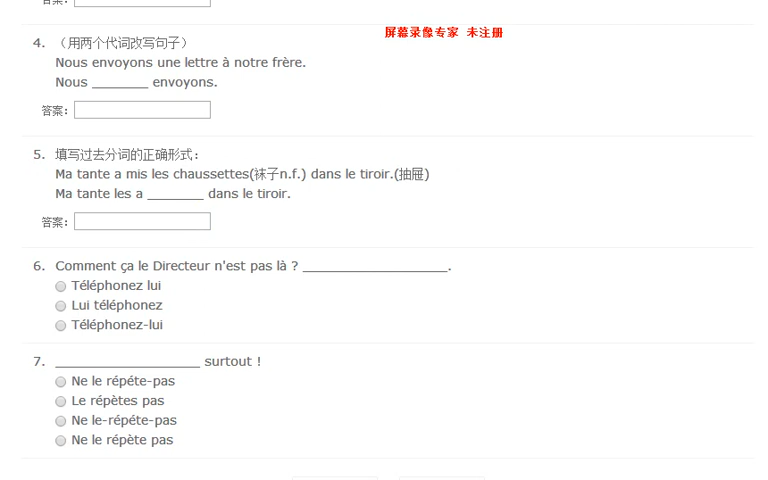 答案:
屏幕录像专家 未注册
4. （用两个代词改写句子）
Nous envoyons une lettre à notre frère.
Nous ________ envoyons.
答案:
5. 填写过去分词的正确形式:
Ma tante a mis les chaussettes(袜子n.f.) dans le tiroir.(抽屉)
Ma tante les a ________ dans le tiroir.
答案:
6. Comment ça le Directeur n'est pas là ? ____________________.
Téléphonez lui
Lui téléphonez
Téléphonez-lui
7. ____________________ surtout !
Ne le répéte-pas
Le répètes pas
Ne le-répéte-pas
Ne le répète pas